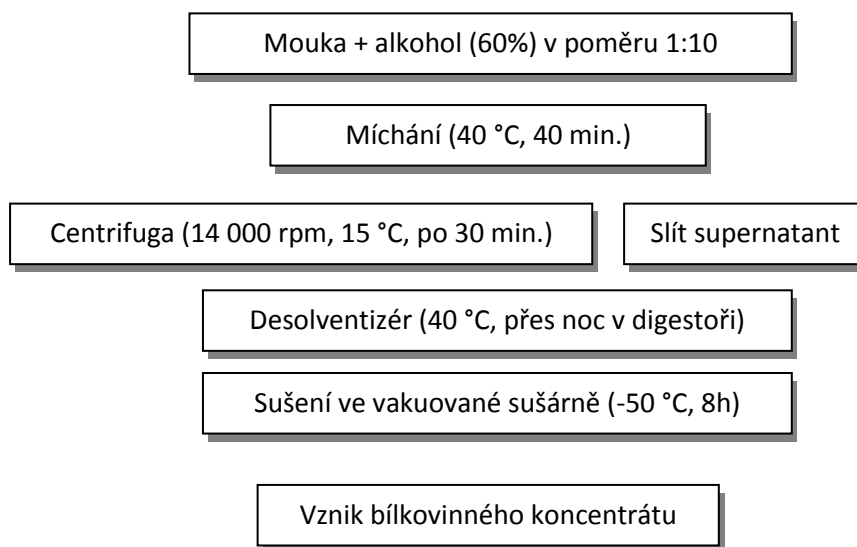 Mouka + alkohol (60%) v poměru 1:10
Míchání (40 °C, 40 min.)
Centrifuga (14 000 rpm, 15 °C, po 30 min.)
Slít supernatant
Desolventizér (40 °C, přes noc v digestoři)
Sušení ve vakuované sušárně (-50 °C, 8h)
Vznik bílkovinného koncentrátu